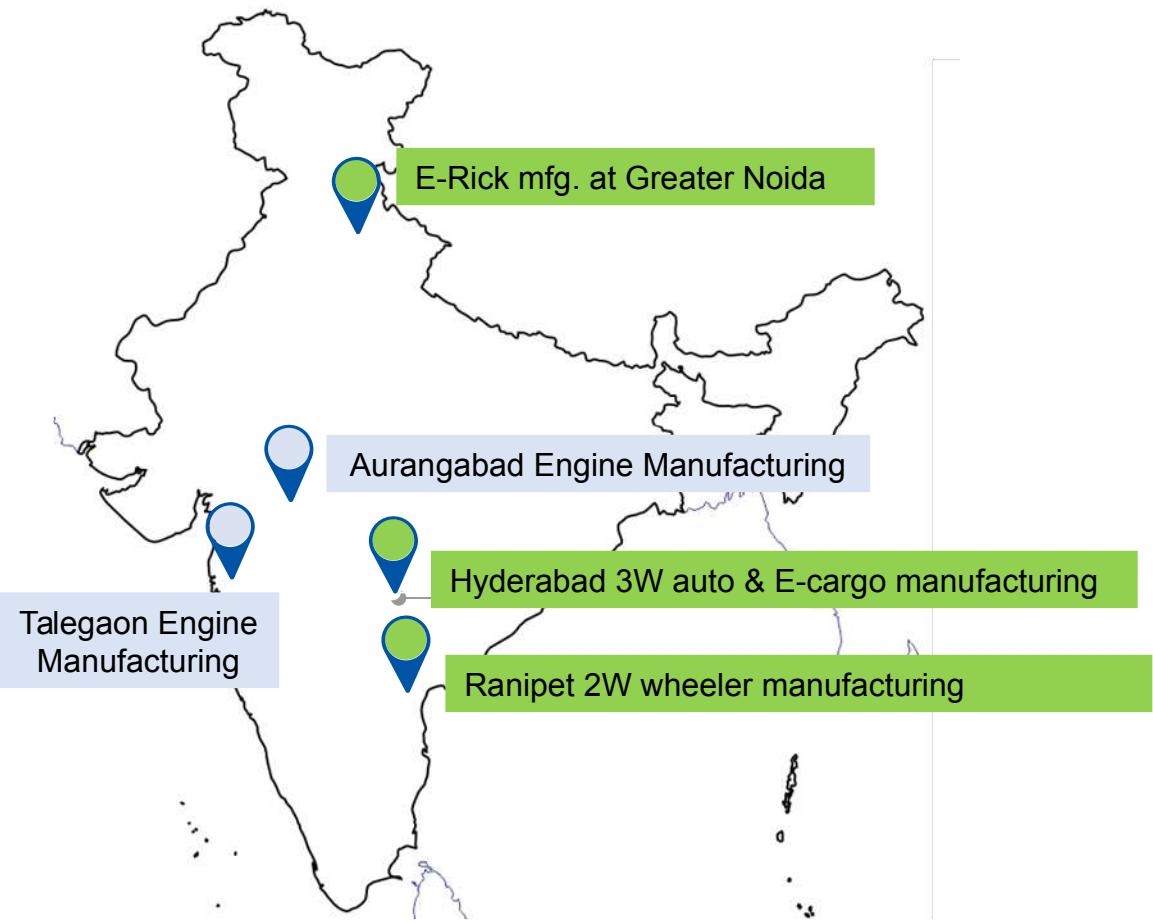 E-Rick mfg. at Greater Noida
Aurangabad Engine Manufacturing
Hyderabad 3W auto & E-cargo manufacturing
Talegaon Engine
Manufacturing
Ranipet 2W wheeler manufacturing